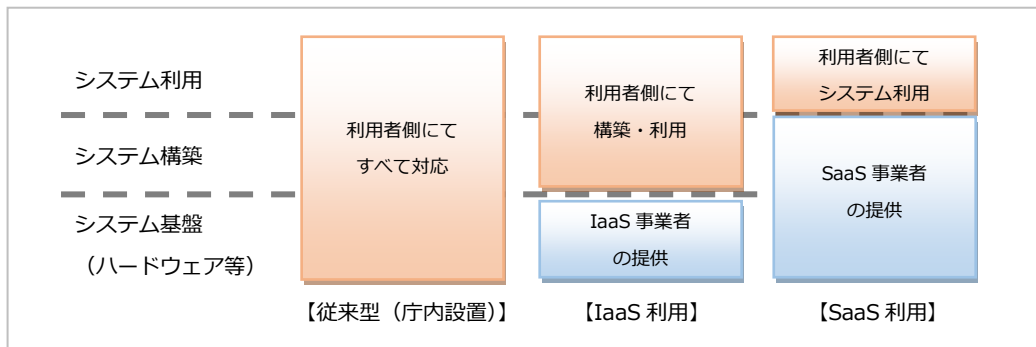 システム利用
システム構築
システム基盤
（ハードウェア等）
利用者側にて
すべて対応
【従来型（庁内設置）】
利用者側にて
構築・利用
IaaS 事業者
の提供
【IaaS 利用】
利用者側にて
システム利用
SaaS 事業者
の提供
【SaaS 利用】